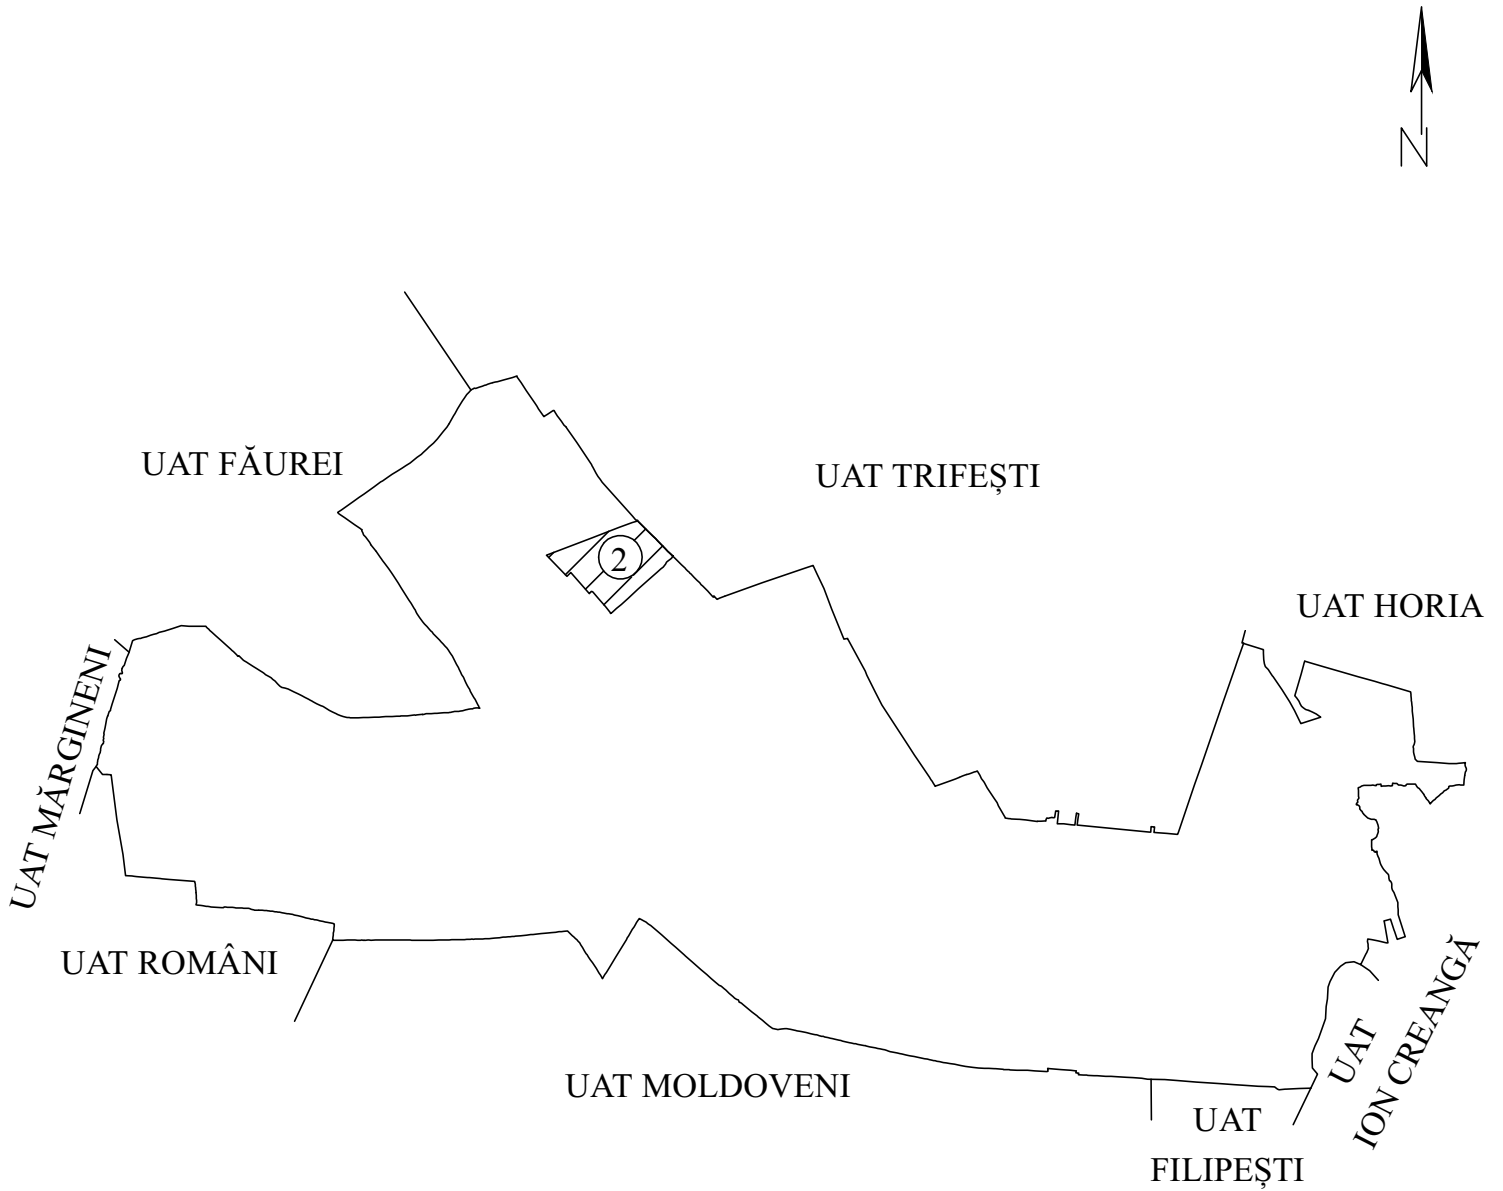 N
UAT FĂUREI
UAT TRIFEȘTI
2
UAT HORIA
UAT MĂRGINENI
UAT ROMÂNI
UAT MOLDOVENI
UAT
FILIPEȘTI
UAT
ION CREANGĂ